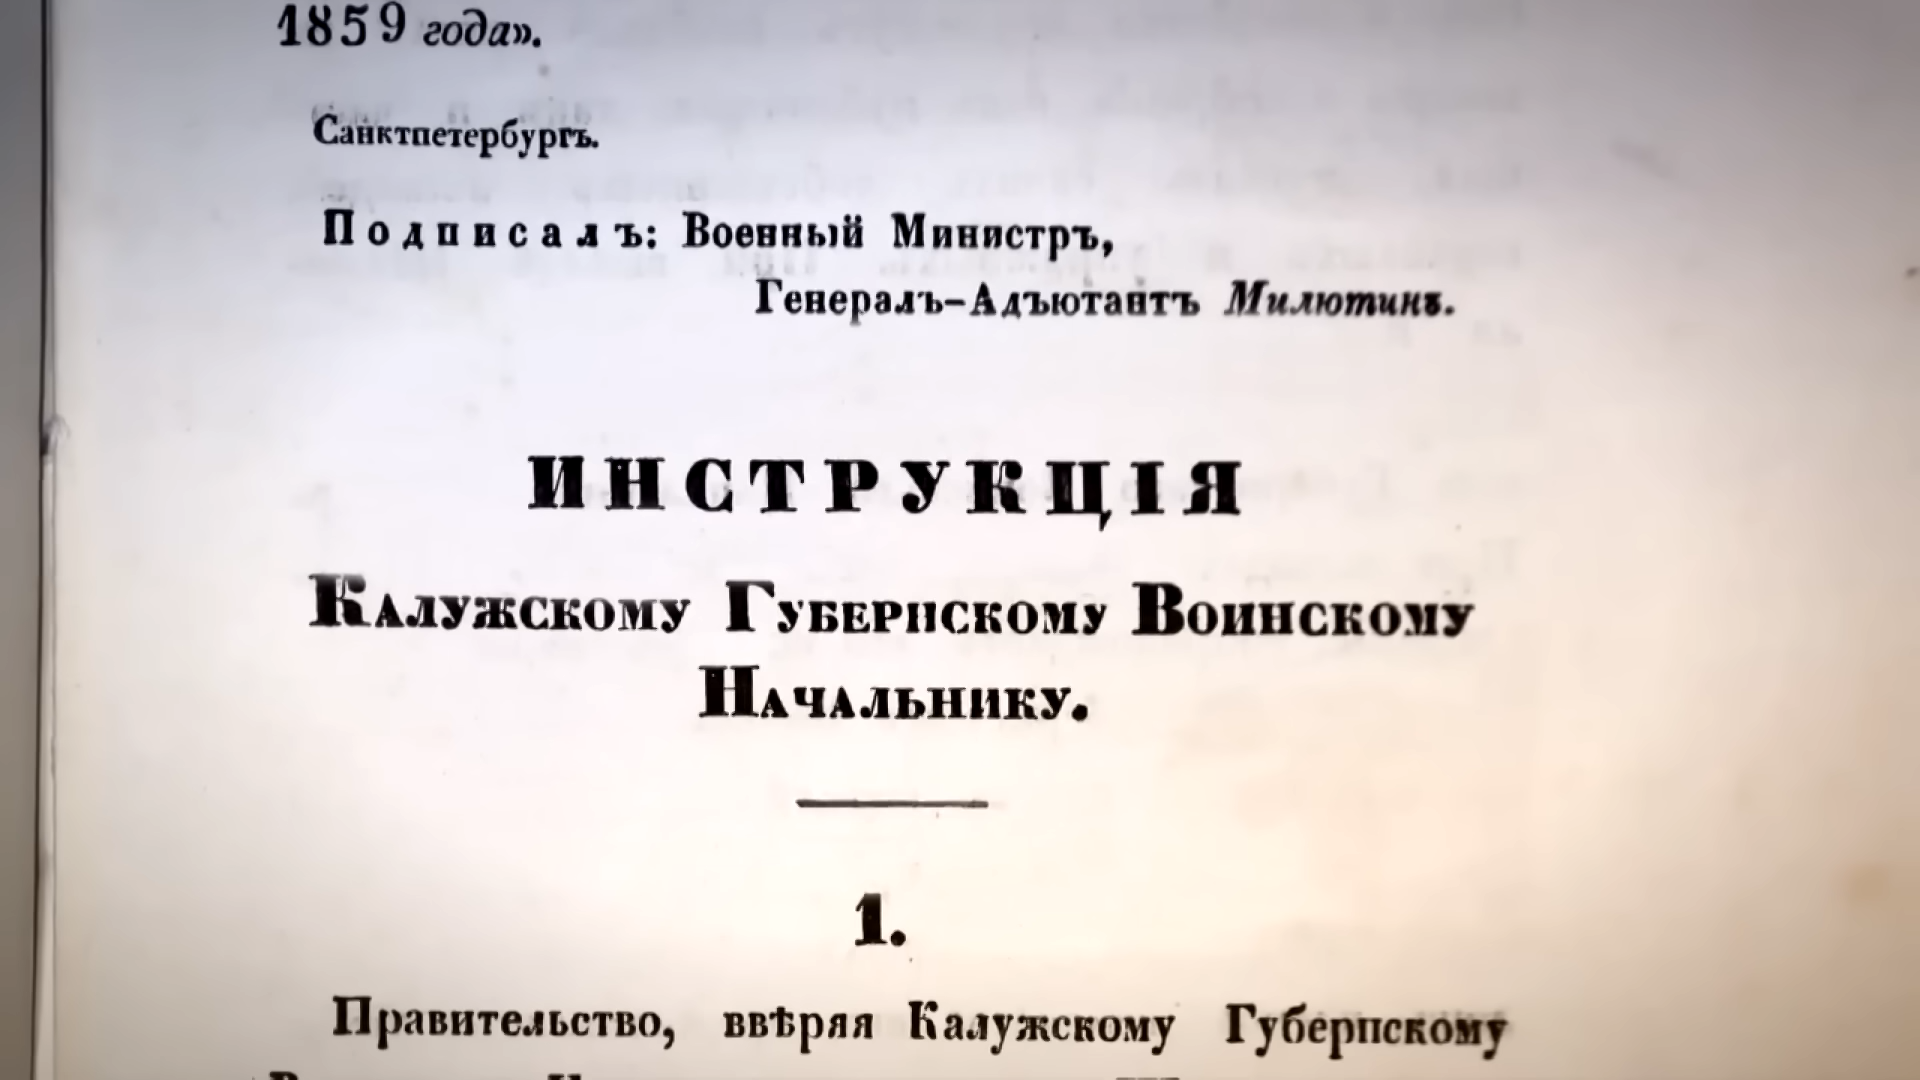 1859 года».
Санктпетербургъ.
Подписалъ: Военный Министръ,
Генералъ-Адъютантъ Милютинъ.
ИНСТРУКЦІЯ
Калужскому Губернскому Воинскому
Начальнику.
1.
Правительство, ввѣряя Калужскому Губернскому